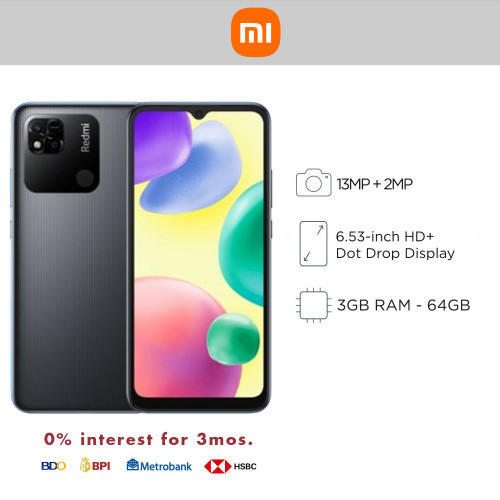 mi
Redmi
13MP + 2MP
6.53-inch HD+
Dot Drop Display
3GB RAM - 64GB
0% interest for 3mos.
BDO BPI Metrobank HSBC